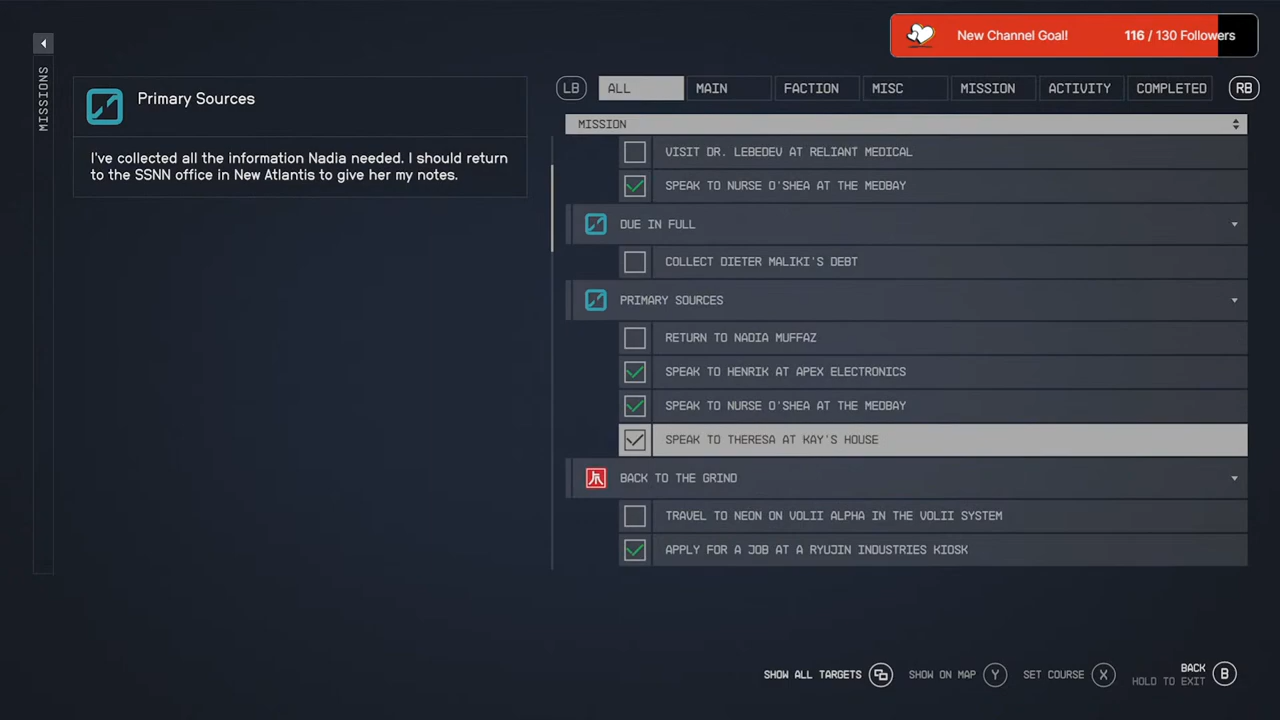 New Channel Goal! 116 / 130 Followers
MISSIONS
Primary Sources
I've collected all the information Nadia needed. I should return
to the SSNN office in New Atlantis to give her my notes.
LB ALL MAIN FACTION MISC MISSION ACTIVITY COMPLETED RB
MISSION
VISIT DR. LEBEDEV AT RELIANT MEDICAL
SPEAK TO NURSE O'SHEA AT THE MEDBAY
DUE IN FULL
COLLECT DIETER MALIKI'S DEBT
PRIMARY SOURCES
RETURN TO NADIA MUFFAZ
SPEAK TO HENRIK AT APEX ELECTRONICS
SPEAK TO NURSE O'SHEA AT THE MEDBAY
SPEAK TO THERESA AT KAY'S HOUSE
BACK TO THE GRIND
TRAVEL TO NEON ON VOLII ALPHA IN THE VOLII SYSTEM
APPLY FOR A JOB AT A RYUJIN INDUSTRIES KIOSK
SHOW ALL TARGETS SHOW ON MAP Y SET COURSE X BACK B
HOLD TO EXIT